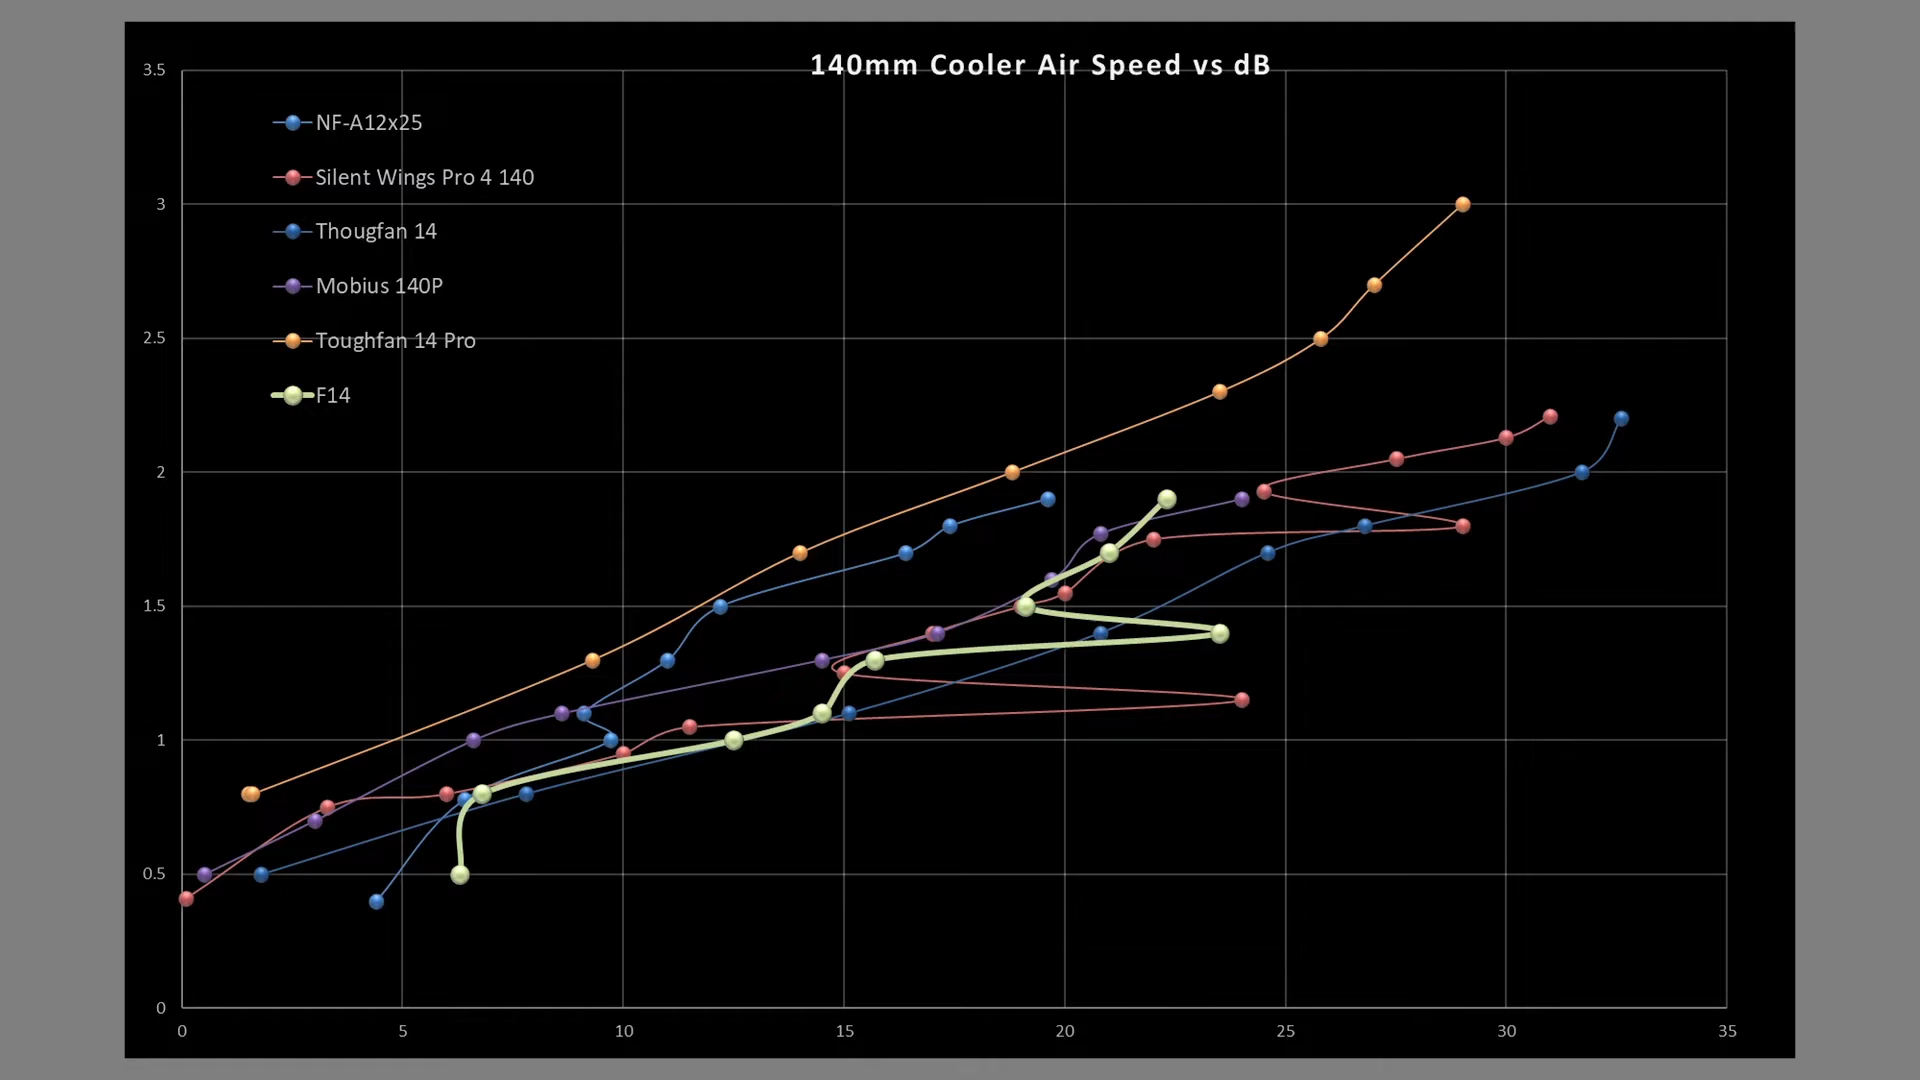 140mm Cooler Air Speed vs dB
3.5
3
2.5
2
1.5
1
0.5
0
NF-A12x25
Silent Wings Pro 4 140
Thougfan 14
Mobius 140P
Toughfan 14 Pro
F14
0 5 10 15 20 25 30 35